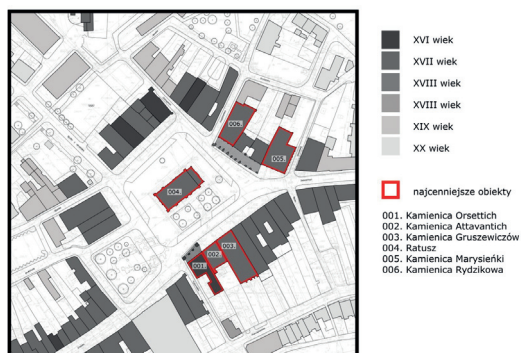 XVI wiek
XVII wiek
XVIII wiek
XVIII wiek
XIX wiek
XX wiek
najcenniejsze obiekty
001. Kamienica Orsettich
002. Kamienica Attavantich
003. Kamienica Gruszewiczów
004. Ratusz
005. Kamienica Marysieńki
006. Kamienica Rydzikowa
006.
005.
004.
003.
002.
001.